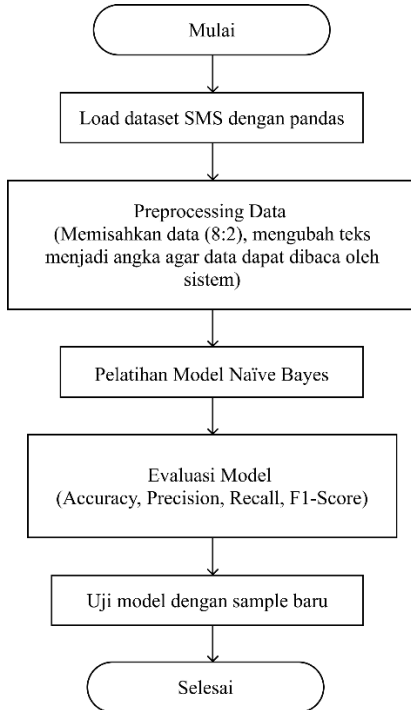 Mulai
Load dataset SMS dengan pandas
Preprocessing Data
(Memisahkan data (8:2), mengubah teks
menjadi angka agar data dapat dibaca oleh
sistem)
Pelatihan Model Naïve Bayes
Evaluasi Model
(Accuracy, Precision, Recall, F1-Score)
Uji model dengan sample baru
Selesai